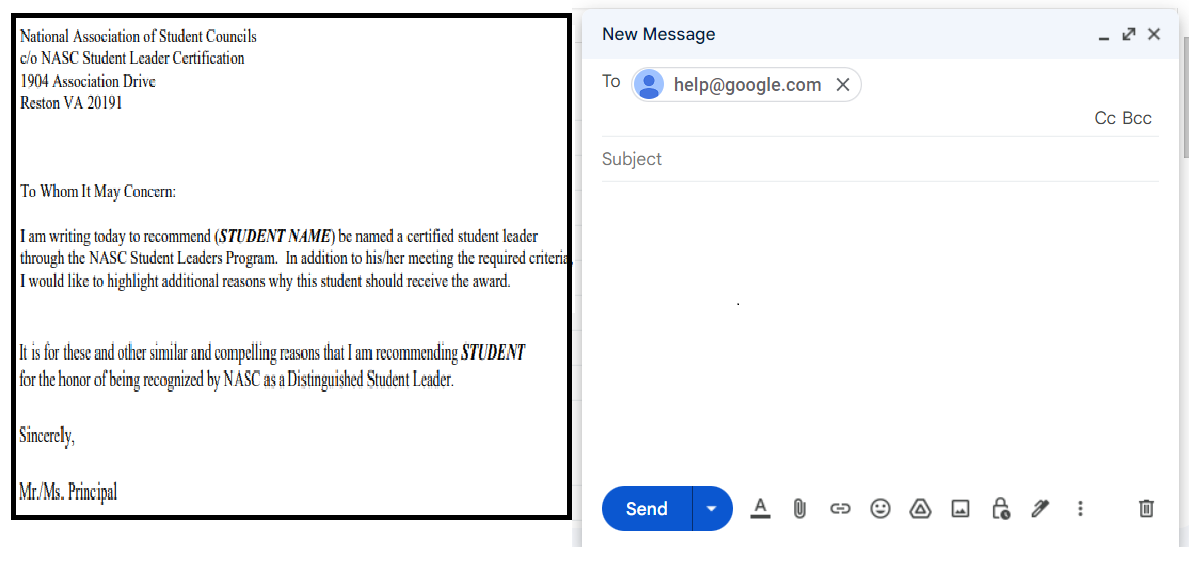 National Association of Student Councils
c/o NASC Student Leader Certification
1904 Association Drive
Reston VA 20191
To Whom It May Concern:
I am writing today to recommend (STUDENT NAME) be named a certified student leader
through the NASC Student Leaders Program. In addition to his/her meeting the required criteria,
I would like to highlight additional reasons why this student should receive the award.
It is for these and other similar and compelling reasons that I am recommending STUDENT
for the honor of being recognized by NASC as a Distinguished Student Leader.
Sincerely,
Mr./Ms. Principal
New Message
To help@google.com
Cc Bcc
Subject
.
Send